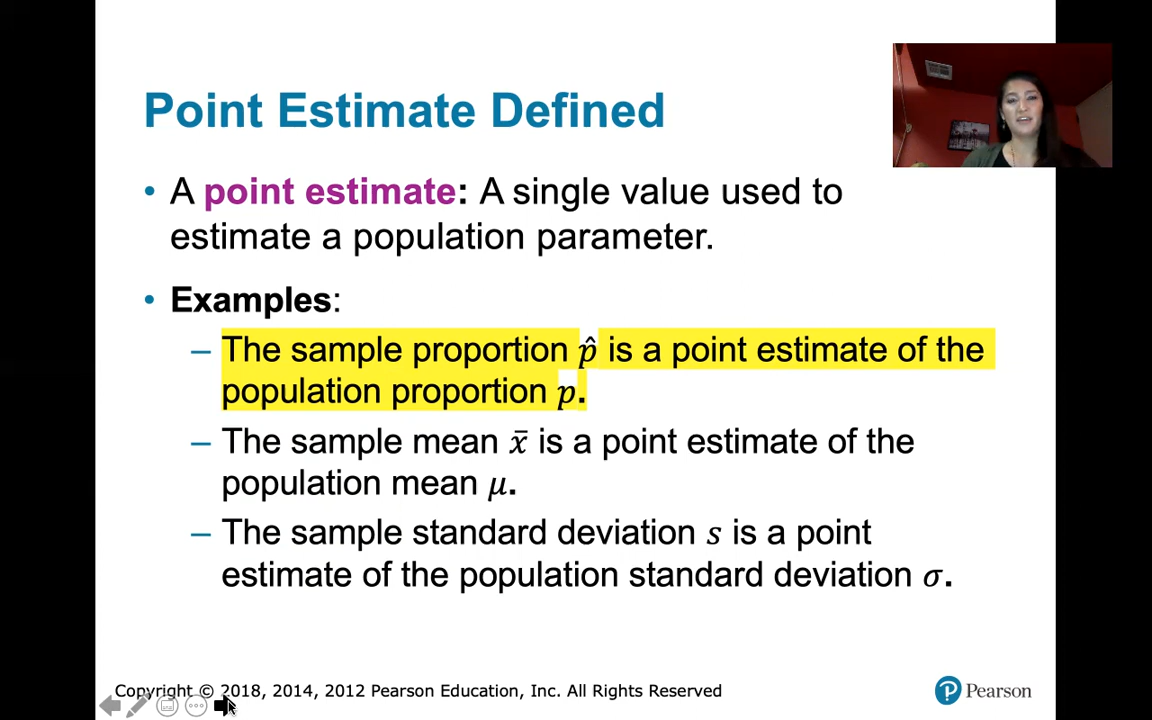 Point Estimate Defined
• A point estimate: A single value used to
estimate a population parameter.
• Examples:
– The sample proportion p̂ is a point estimate of the
population proportion p.
– The sample mean x̄ is a point estimate of the
population mean μ.
– The sample standard deviation s is a point
estimate of the population standard deviation σ.
Copyright © 2018, 2014, 2012 Pearson Education, Inc. All Rights Reserved
P Pearson